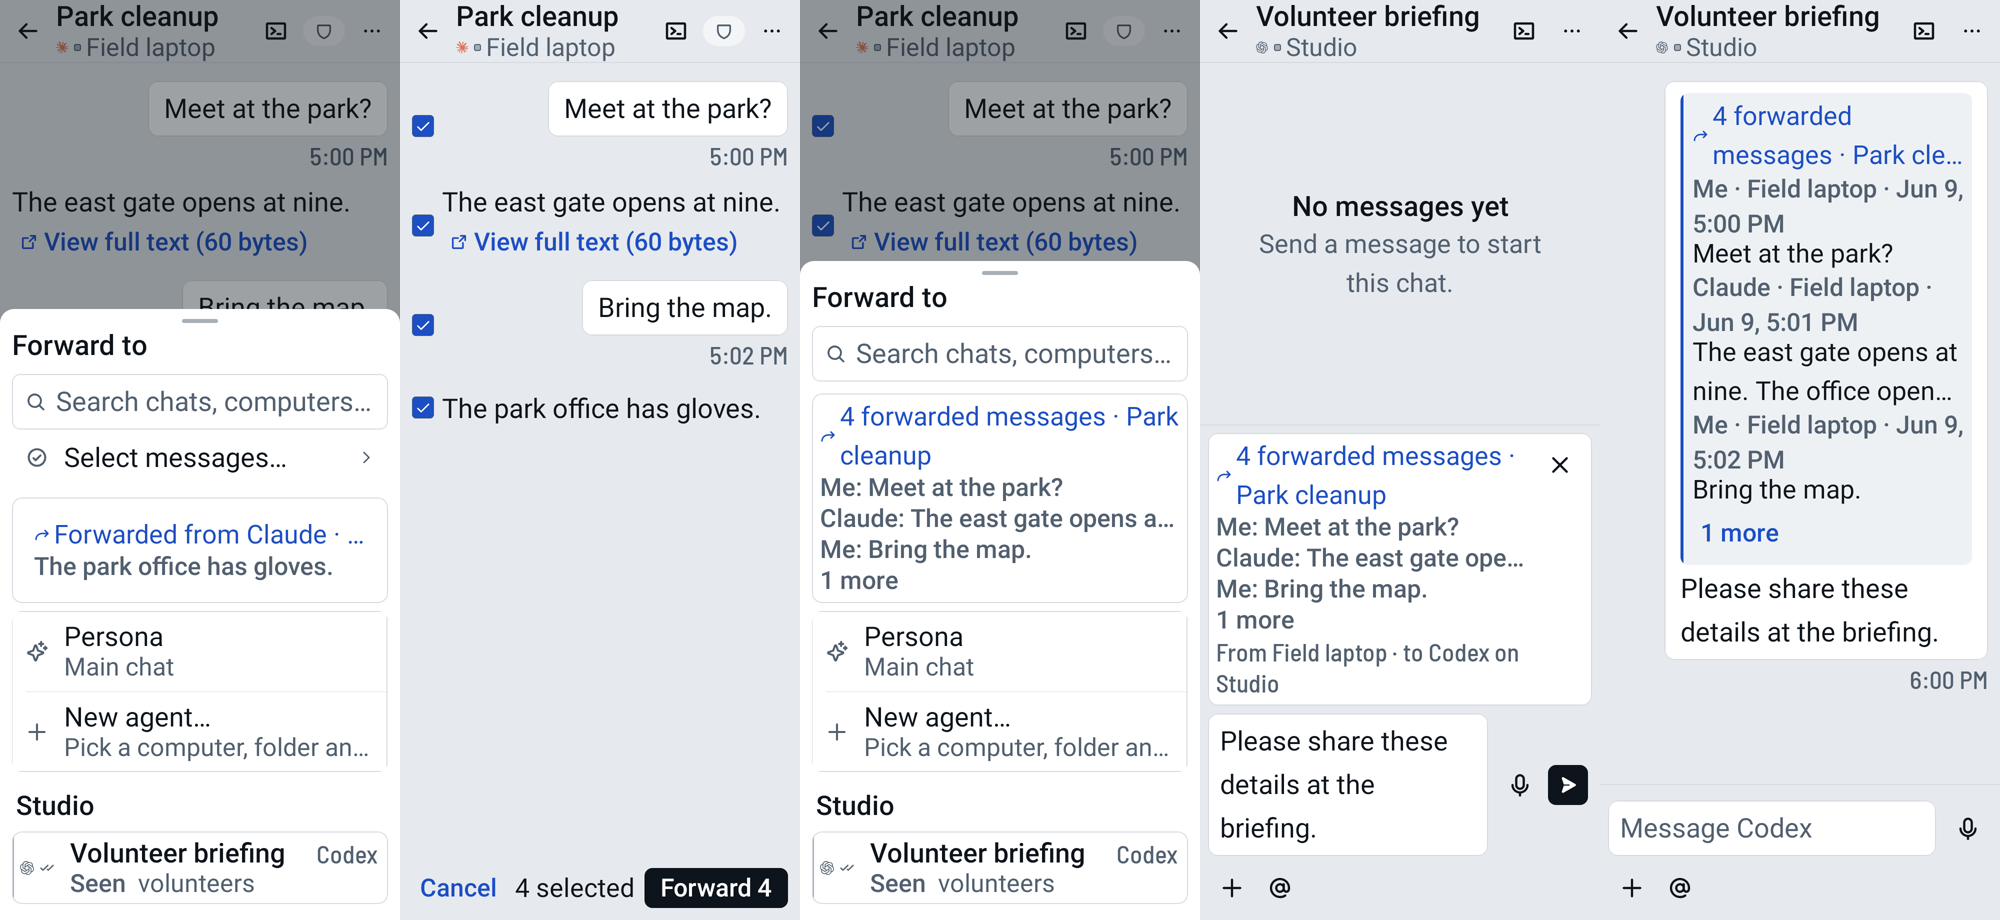 Park cleanup
Field laptop
Meet at the park?
5:00 PM
The east gate opens at nine.
View full text (60 bytes)
Bring the map.
Forward to
Search chats, computers...
Select messages...
Forwarded from Claude · ...
The park office has gloves.
Persona
Main chat
New agent...
Pick a computer, folder an...
Studio
Volunteer briefing
Codex
Seen volunteers
Park cleanup
Field laptop
Meet at the park?
5:00 PM
The east gate opens at nine.
View full text (60 bytes)
Bring the map.
5:02 PM
The park office has gloves.
Cancel
4 selected
Forward 4
Park cleanup
Field laptop
Meet at the park?
5:00 PM
The east gate opens at nine.
View full text (60 bytes)
Forward to
Search chats, computers...
4 forwarded messages · Park
cleanup
Me: Meet at the park?
Claude: The east gate opens a...
Me: Bring the map.
1 more
Persona
Main chat
New agent...
Pick a computer, folder an...
Studio
Volunteer briefing
Codex
Seen volunteers
Volunteer briefing
Studio
No messages yet
Send a message to start
this chat.
4 forwarded messages ·
Park cleanup
Me: Meet at the park?
Claude: The east gate ope...
Me: Bring the map.
1 more
From Field laptop · to Codex on
Studio
Please share these
details at the
briefing.
@
Volunteer briefing
Studio
4 forwarded
messages · Park cle...
Me · Field laptop · Jun 9,
5:00 PM
Meet at the park?
Claude · Field laptop ·
Jun 9, 5:01 PM
The east gate opens at
nine. The office open...
Me · Field laptop · Jun 9,
5:02 PM
Bring the map.
1 more
Please share these
details at the briefing.
6:00 PM
Message Codex
@